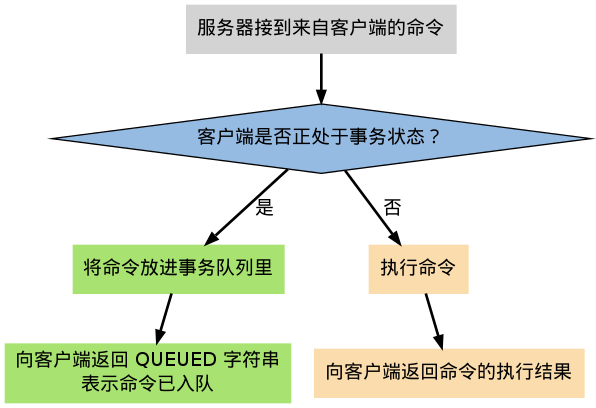 服务器接到来自客户端的命令
客户端是否正处于事务状态？
是
否
将命令放进事务队列里
执行命令
向客户端返回 QUEUED 字符串
表示命令已入队
向客户端返回命令的执行结果